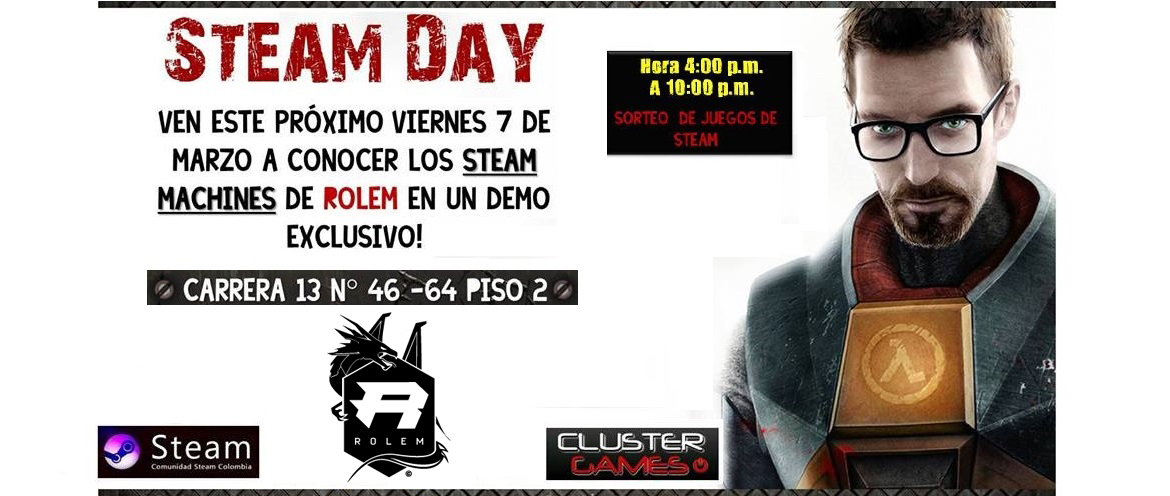 STEAM DAY
VEN ESTE PRÓXIMO VIERNES 7 DE
MARZO A CONOCER LOS STEAM
MACHINES DE ROLEM EN UN DEMO
EXCLUSIVO!
CARRERA 13 N° 46 -64 PISO 2
Hora 4:00 p.m.
A 10:00 p.m.
SORTEO DE JUEGOS DE
STEAM
R
ROLEM
©
Steam
Comunidad Steam Colombia
CLUSTER
GAMES
λ